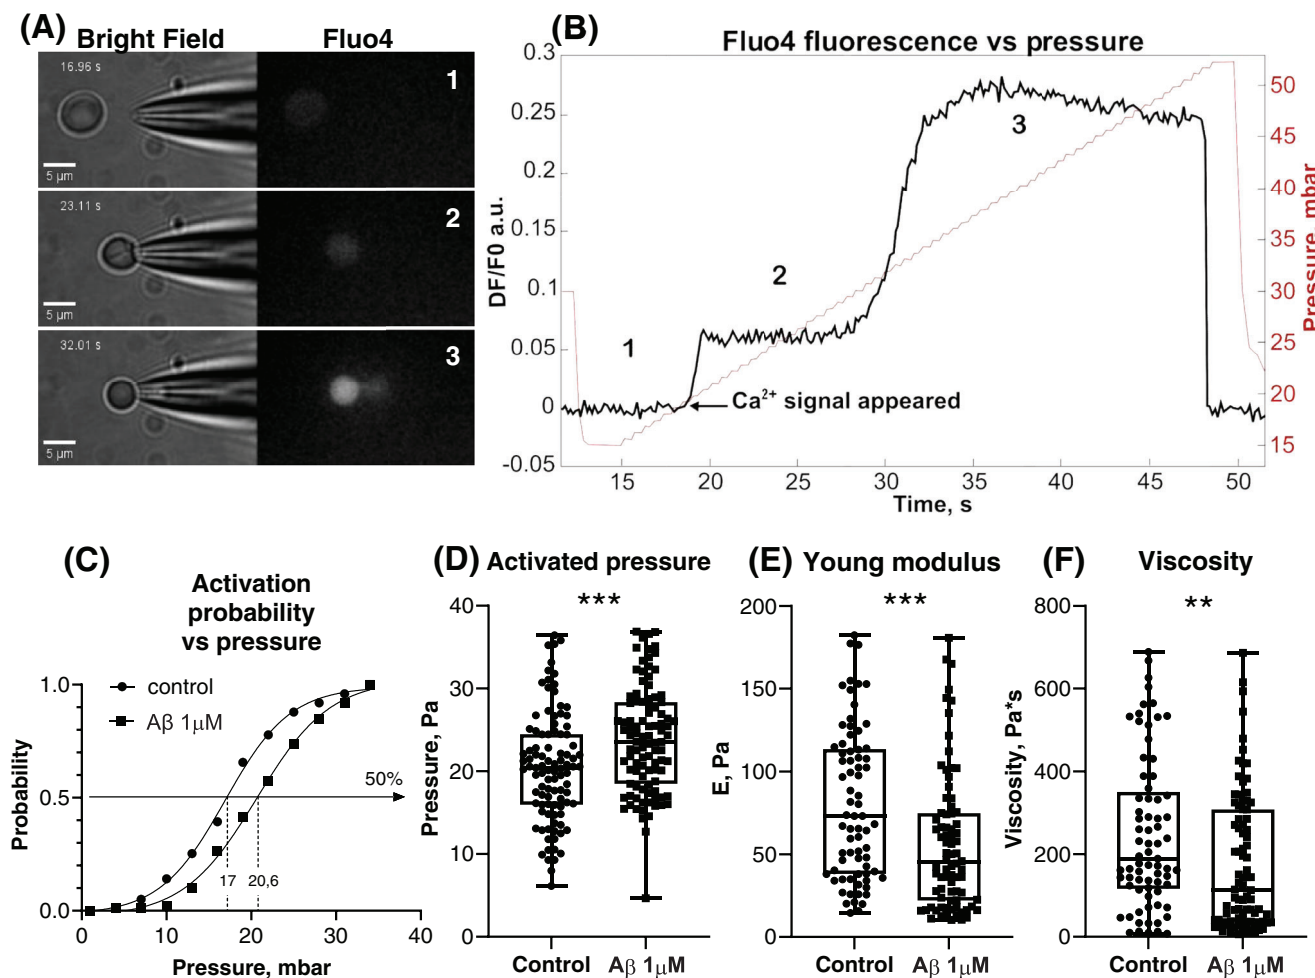 (A)
Bright Field
Fluo4
16.96 s
1
5 µm
23.11 s
2
5 µm
32.01 s
3
5 µm
(B)
Fluo4 fluorescence vs pressure
DF/F0 a.u.
0.3
0.25
0.2
0.15
0.1
0.05
0
-0.05
1
2
3
Ca²⁺ signal appeared
15
20
25
30
35
40
45
50
Time, s
50
45
40
35
30
25
20
15
Pressure, mbar
(C)
Activation
probability
vs pressure
control
Aβ 1µM
Probability
1.0
0.5
0.0
50%
17
20,6
0
10
20
30
40
Pressure, mbar
(D)
Activated pressure
***
Pressure, Pa
40
30
20
10
0
Control
Aβ 1µM
(E)
Young modulus
***
E, Pa
200
150
100
50
0
Control
Aβ 1µM
(F)
Viscosity
**
Viscosity, Pa*s
800
600
400
200
0
Control
Aβ 1µM